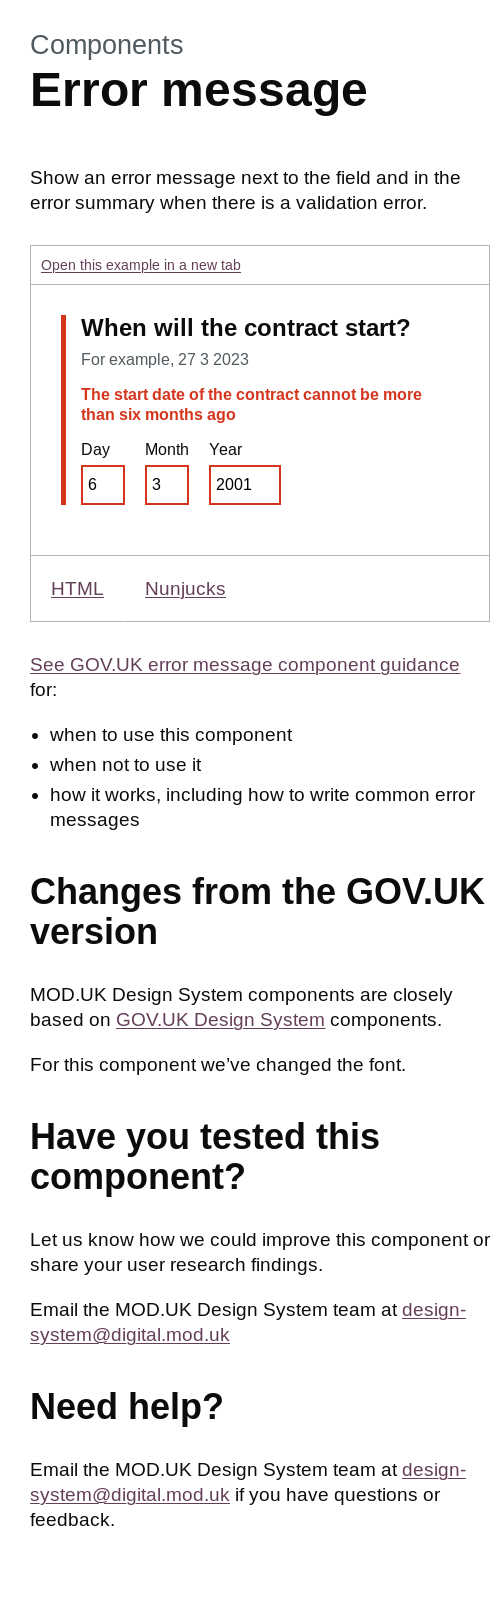 Components
Error message
Show an error message next to the field and in the
error summary when there is a validation error.
Open this example in a new tab
When will the contract start?
For example, 27 3 2023
The start date of the contract cannot be more
than six months ago
Day Month Year
6 3 2001
HTML Nunjucks
See GOV.UK error message component guidance
for:
• when to use this component
• when not to use it
• how it works, including how to write common error
messages
Changes from the GOV.UK
version
MOD.UK Design System components are closely
based on GOV.UK Design System components.
For this component we’ve changed the font.
Have you tested this
component?
Let us know how we could improve this component or
share your user research findings.
Email the MOD.UK Design System team at design-
system@digital.mod.uk
Need help?
Email the MOD.UK Design System team at design-
system@digital.mod.uk if you have questions or
feedback.